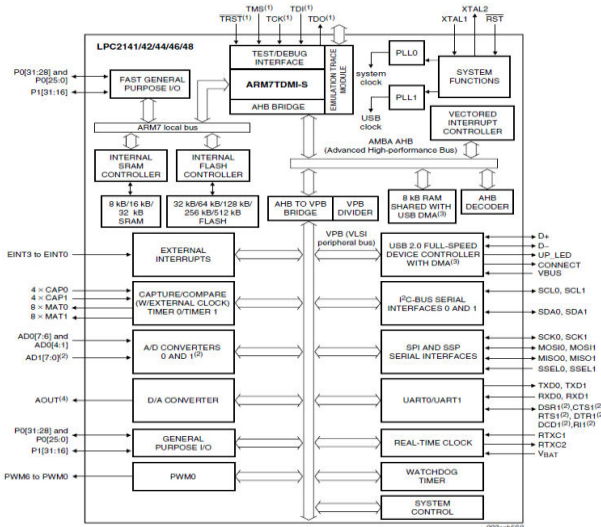 TMS(1) TDI(1)
TRST(1) TCK(1) TDO(1)
XTAL2
XTAL1 RST
LPC2141/42/44/46/48
P0[31:28] and
P0[25:0]
P1[31:16]
FAST GENERAL
PURPOSE I/O
TEST/DEBUG
INTERFACE
ARM7TDMI-S
AHB BRIDGE
EMULATION TRACE
MODULE
PLL0
system
clock
PLL1
USB
clock
SYSTEM
FUNCTIONS
VECTORED
INTERRUPT
CONTROLLER
ARM7 local bus
AMBA AHB
(Advanced High-performance Bus)
INTERNAL
SRAM
CONTROLLER
INTERNAL
FLASH
CONTROLLER
8 kB/16 kB/
32 kB
SRAM
32 kB/64 kB/128 kB/
256 kB/512 kB
FLASH
AHB TO VPB
BRIDGE
VPB
DIVIDER
8 kB RAM
SHARED WITH
USB DMA(3)
AHB
DECODER
VPB (VLSI
peripheral bus)
EINT3 to EINT0
EXTERNAL
INTERRUPTS
USB 2.0 FULL-SPEED
DEVICE CONTROLLER
WITH DMA(3)
D+
D−
UP_LED
CONNECT
VBUS
4 × CAP0
4 × CAP1
8 × MAT0
8 × MAT1
CAPTURE/COMPARE
(W/EXTERNAL CLOCK)
TIMER 0/TIMER 1
I2C-BUS SERIAL
INTERFACES 0 AND 1
SCL0, SCL1
SDA0, SDA1
AD0[7:6] and
AD0[4:1]
AD1[7:0](2)
A/D CONVERTERS
0 AND 1(2)
SPI AND SSP
SERIAL INTERFACES
SCK0, SCK1
MOSI0, MOSI1
MISO0, MISO1
SSEL0, SSEL1
AOUT(4)
D/A CONVERTER
UART0/UART1
TXD0, TXD1
RXD0, RXD1
DSR1(2),CTS1(2),
RTS1(2), DTR1(2)
DCD1(2),RI1(2)
P0[31:28] and
P0[25:0]
P1[31:16]
GENERAL
PURPOSE I/O
REAL-TIME CLOCK
RTXC1
RTXC2
VBAT
PWM6 to PWM0
PWM0
WATCHDOG
TIMER
SYSTEM
CONTROL